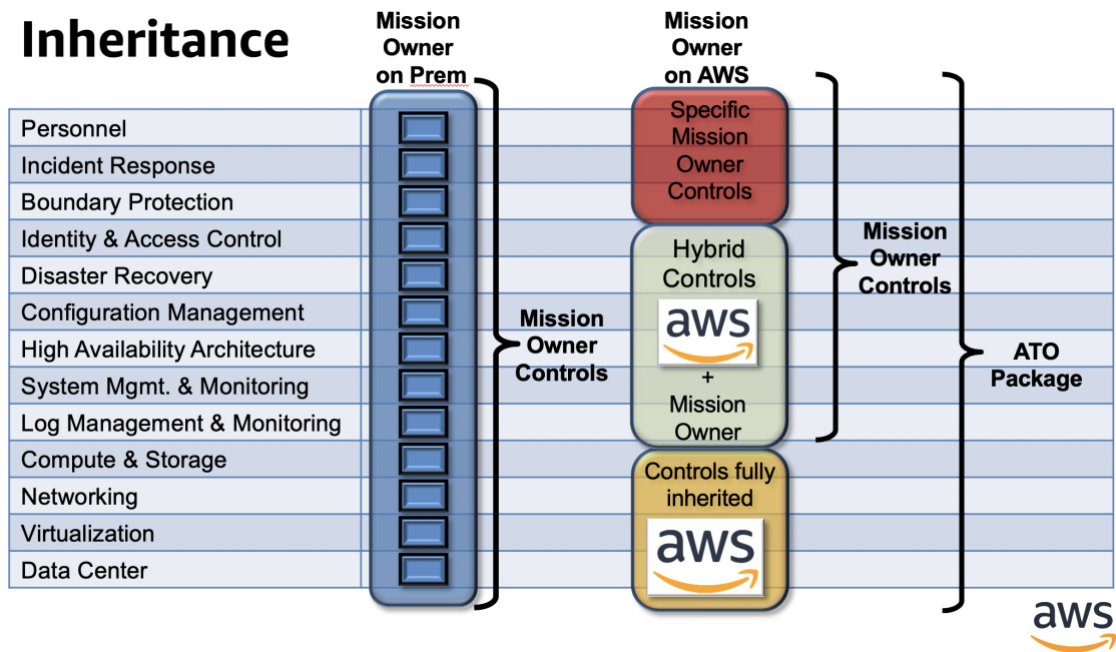 Inheritance
Mission
Owner
on Prem
Mission
Owner
on AWS
Personnel
Incident Response
Boundary Protection
Identity & Access Control
Disaster Recovery
Configuration Management
High Availability Architecture
System Mgmt. & Monitoring
Log Management & Monitoring
Compute & Storage
Networking
Virtualization
Data Center
Mission
Owner
Controls
Specific
Mission
Owner
Controls
Hybrid
Controls
aws
+
Mission
Owner
Controls fully
inherited
aws
Mission
Owner
Controls
ATO
Package
aws